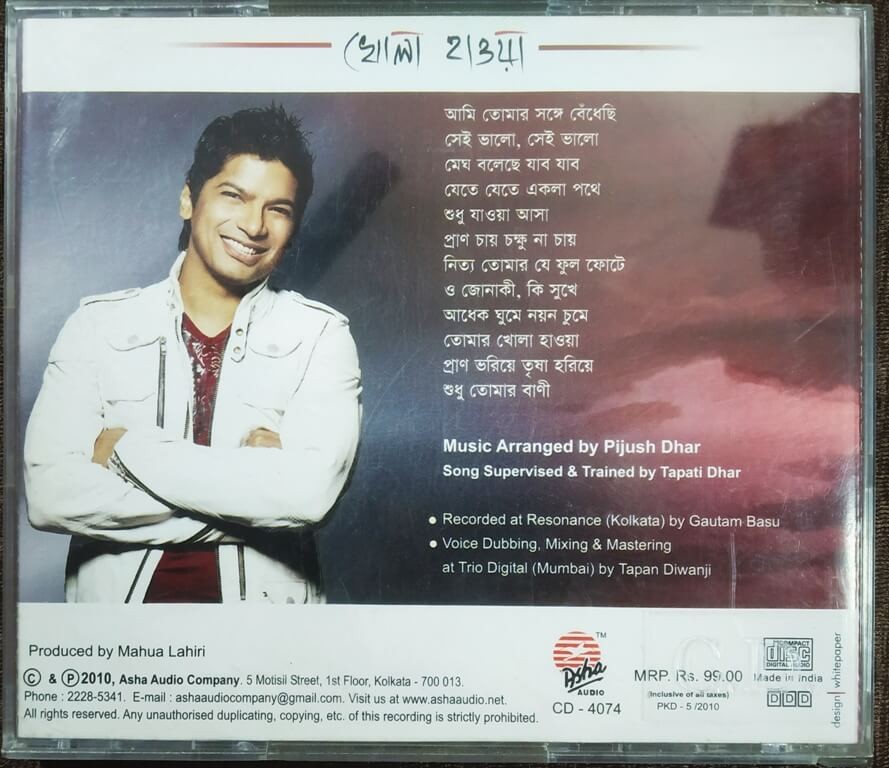 খোলা হাওয়া
আমি তোমার সঙ্গে বেঁধেছি
সেই ভালো, সেই ভালো
মেঘ বলেছে যাব যাব
যেতে যেতে একলা পথে
শুধু যাওয়া আসা
প্রাণ চায় চক্ষু না চায়
নিত্য তোমার যে ফুল ফোটে
ও জোনাকী, কি সুখে
আধেক ঘুমে নয়ন চুমে
তোমার খোলা হাওয়া
প্রাণ ভরিয়ে তৃষা হরিয়ে
শুধু তোমার বাণী
Music Arranged by Pijush Dhar
Song Supervised & Trained by Tapati Dhar
• Recorded at Resonance (Kolkata) by Gautam Basu
• Voice Dubbing, Mixing & Mastering
at Trio Digital (Mumbai) by Tapan Diwanji
Produced by Mahua Lahiri
© & ℗ 2010, Asha Audio Company. 5 Motisil Street, 1st Floor, Kolkata - 700 013.
Phone : 2228-5341. E-mail : ashaaudiocompany@gmail.com. Visit us at www.ashaaudio.net.
All rights reserved. Any unauthorised duplicating, copying, etc. of this recording is strictly prohibited.
TM
Asha
AUDIO
CD - 4074
MRP. Rs. 99.00
(Inclusive of all taxes)
PKD - 5 /2010
COMPACT
disc
DIGITAL AUDIO
Made in India
DDD
design | whitepaper